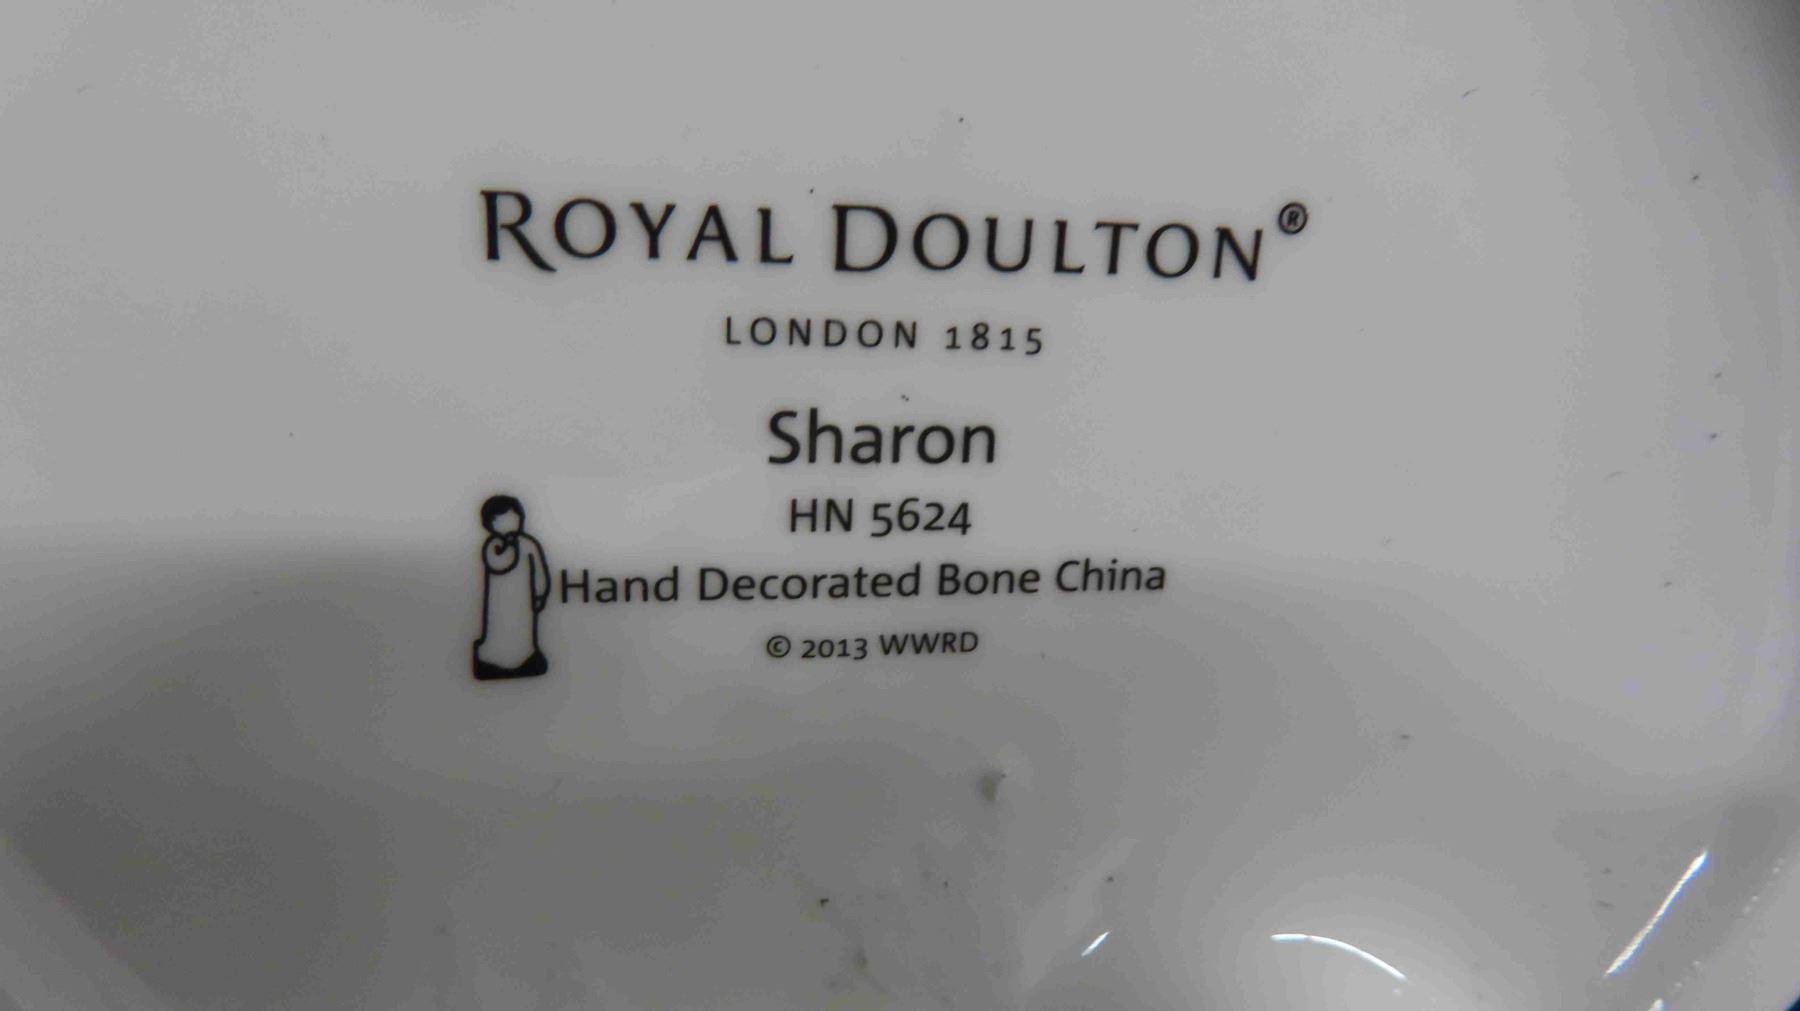 ROYAL DOULTON®
LONDON 1815
Sharon
HN 5624
Hand Decorated Bone China
© 2013 WWRD